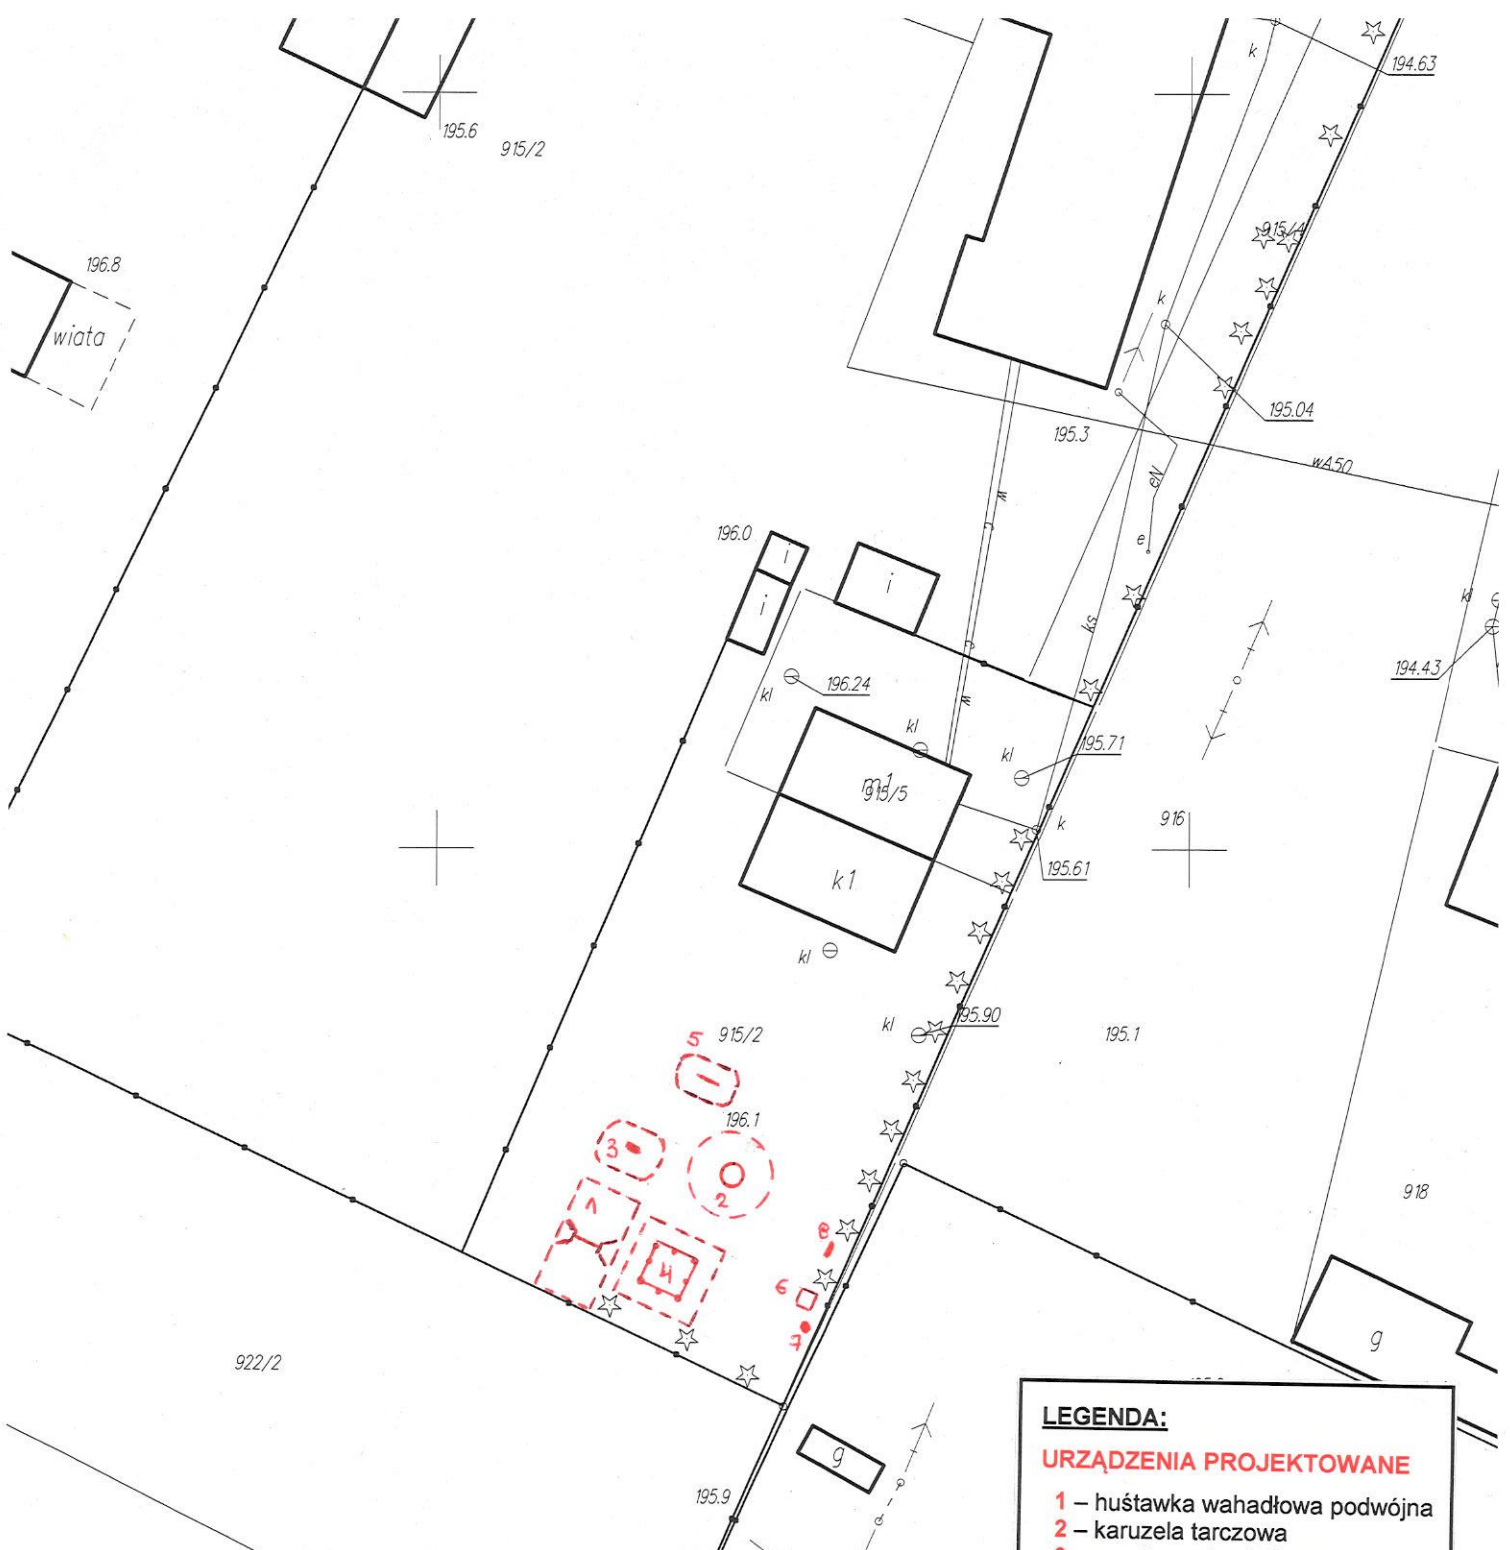 k
194.63
195.6
915/2
915/4
196.8
wiata
k
195.04
195.3
wA50
w
eN
c
e
196.0
i
i
i
ks
kl
c
194.43
196.24
kl
w
kl
195.71
kl
m1
915/5
k
916
195.61
k1
kl
195.90
kl
915/2
195.1
5
196.1
3
2
1
918
8
4
6
7
g
922/2
LEGENDA:
g
URZĄDZENIA PROJEKTOWANE
195.9
1 – huśtawka wahadłowa podwójna
2 – karuzela tarczowa